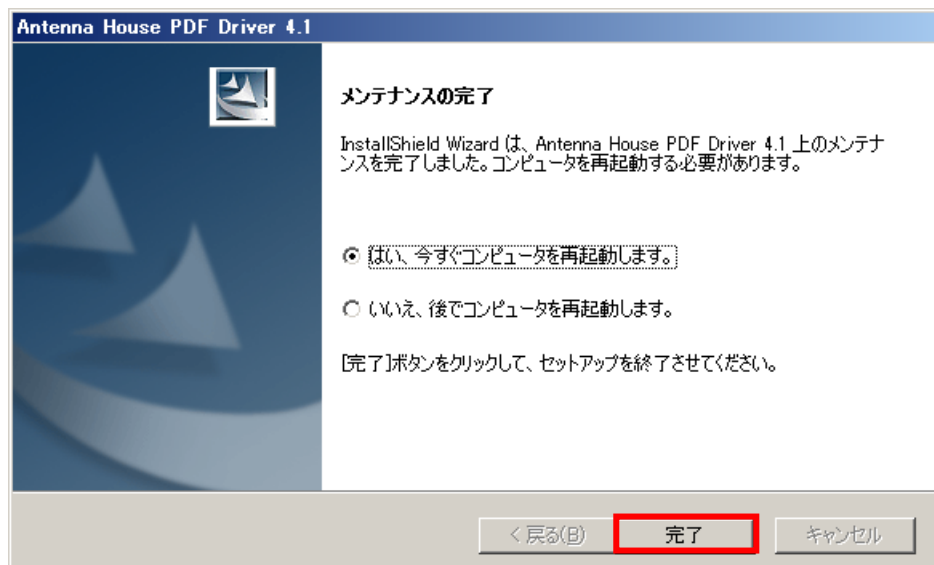 Antenna House PDF Driver 4.1
メンテナンスの完了
InstallShield Wizard は、Antenna House PDF Driver 4.1 上のメンテナ
ンスを完了しました。コンピュータを再起動する必要があります。
はい、今すぐコンピュータを再起動します。
いいえ、後でコンピュータを再起動します。
[完了]ボタンをクリックして、セットアップを終了させてください。
< 戻る(B) 完了 キャンセル